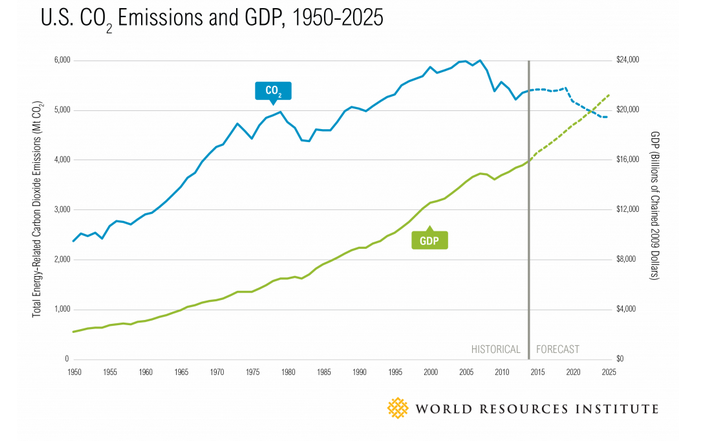 U.S. CO₂ Emissions and GDP, 1950-2025
Total Energy-Related Carbon Dioxide Emissions (Mt CO₂)
6,000
5,000
4,000
3,000
2,000
1,000
0
CO₂
GDP
HISTORICAL
FORECAST
$24,000
$20,000
$16,000
$12,000
$8,000
$4,000
$0
GDP (Billions of Chained 2009 Dollars)
1950 1955 1960 1965 1970 1975 1980 1985 1990 1995 2000 2005 2010 2015 2020 2025
WORLD RESOURCES INSTITUTE